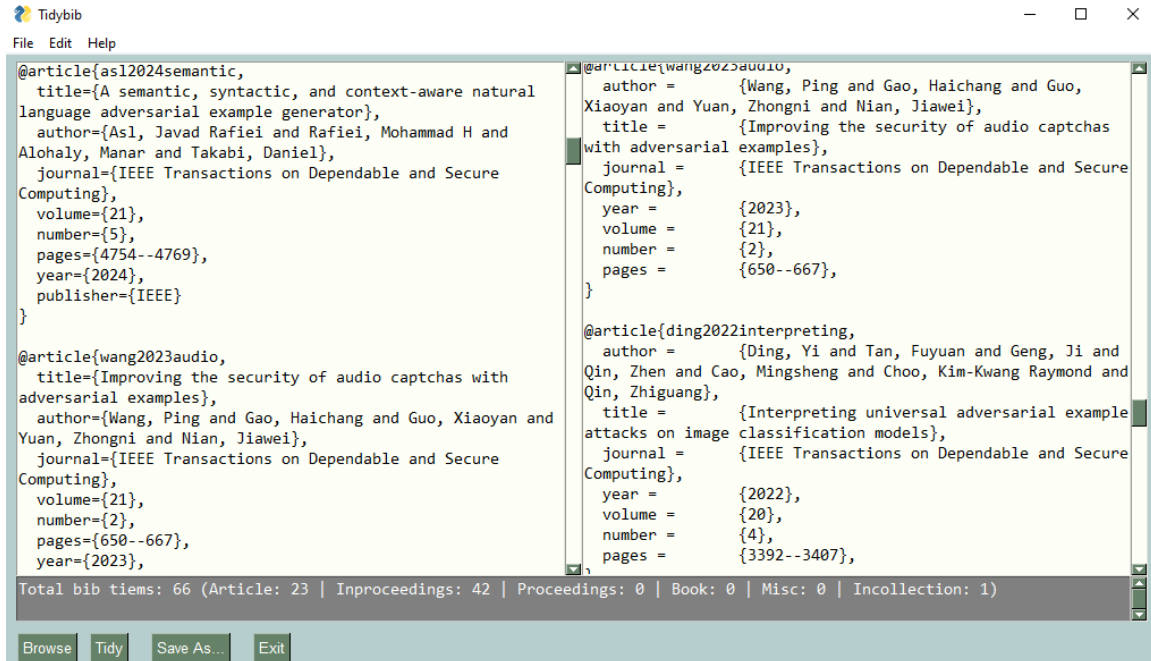 Tidybib
File Edit Help
@article{asl2024semantic,
  title={A semantic, syntactic, and context-aware natural
language adversarial example generator},
  author={Asl, Javad Rafiei and Rafiei, Mohammad H and
Alohaly, Manar and Takabi, Daniel},
  journal={IEEE Transactions on Dependable and Secure
Computing},
  volume={21},
  number={5},
  pages={4754--4769},
  year={2024},
  publisher={IEEE}
}
@article{wang2023audio,
  title={Improving the security of audio captchas with
adversarial examples},
  author={Wang, Ping and Gao, Haichang and Guo, Xiaoyan and
Yuan, Zhongni and Nian, Jiawei},
  journal={IEEE Transactions on Dependable and Secure
Computing},
  volume={21},
  number={2},
  pages={650--667},
  year={2023},
@article{wang2023audio,
  author =       {Wang, Ping and Gao, Haichang and Guo,
Xiaoyan and Yuan, Zhongni and Nian, Jiawei},
  title =        {Improving the security of audio captchas
with adversarial examples},
  journal =      {IEEE Transactions on Dependable and Secure
Computing},
  year =         {2023},
  volume =       {21},
  number =       {2},
  pages =        {650--667},
}
@article{ding2022interpreting,
  author =       {Ding, Yi and Tan, Fuyuan and Geng, Ji and
Qin, Zhen and Cao, Mingsheng and Choo, Kim-Kwang Raymond and
Qin, Zhiguang},
  title =        {Interpreting universal adversarial example
attacks on image classification models},
  journal =      {IEEE Transactions on Dependable and Secure
Computing},
  year =         {2022},
  volume =       {20},
  number =       {4},
  pages =        {3392--3407},
Total bib tiems: 66 (Article: 23 | Inproceedings: 42 | Proceedings: 0 | Book: 0 | Misc: 0 | Incollection: 1)
Browse Tidy Save As... Exit